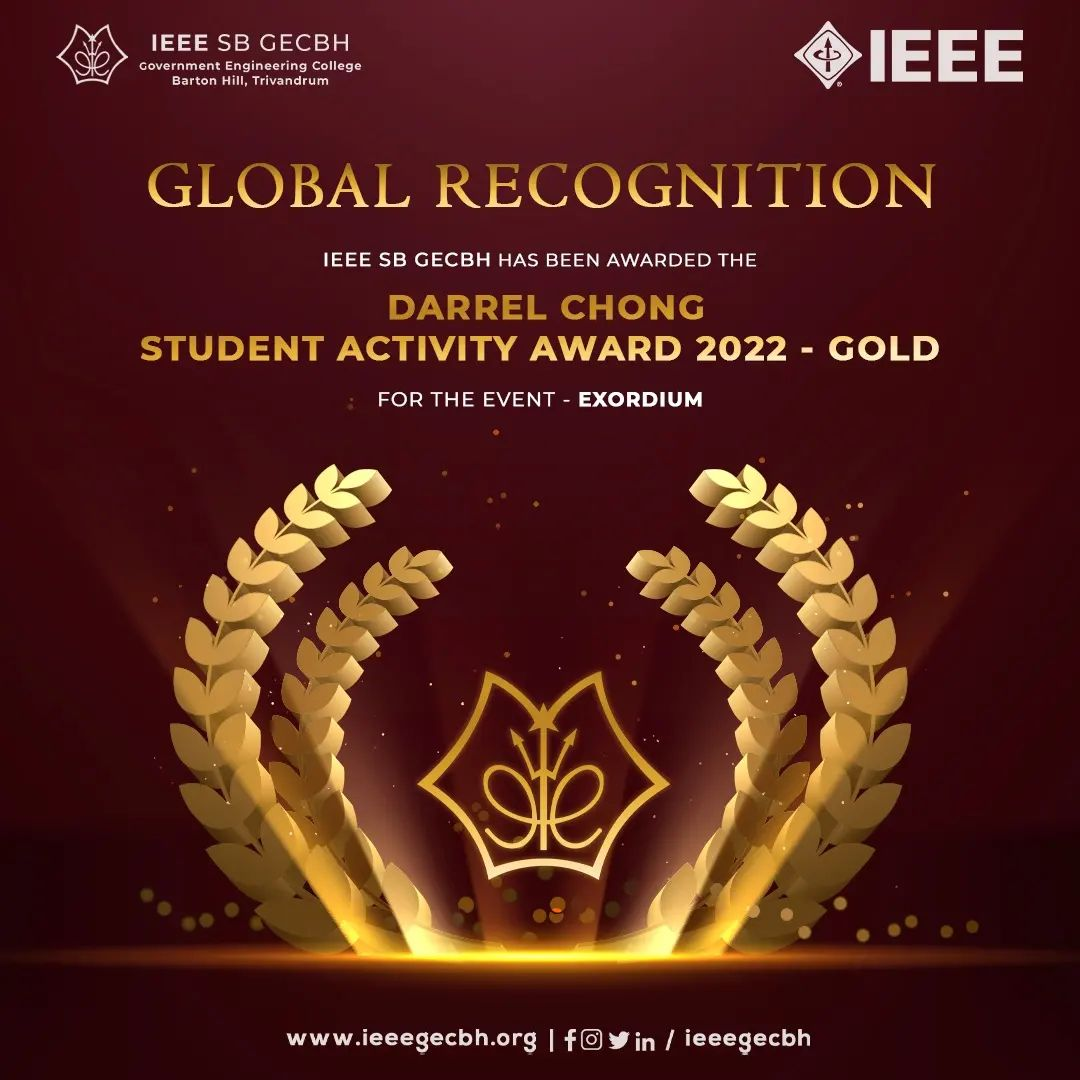 IEEE SB GECBH
Government Engineering College
Barton Hill, Trivandrum
IEEE
®
GLOBAL RECOGNITION
IEEE SB GECBH HAS BEEN AWARDED THE
DARREL CHONG
STUDENT ACTIVITY AWARD 2022 - GOLD
FOR THE EVENT - EXORDIUM
www.ieeegecbh.org | / ieeegecbh